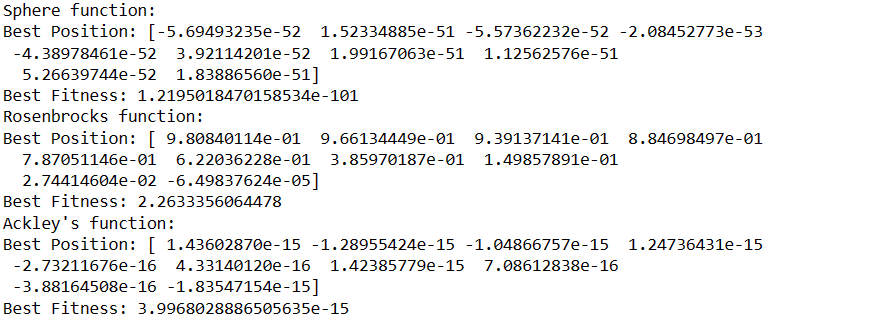 Sphere function:
Best Position: [-5.69493235e-52  1.52334885e-51 -5.57362232e-52 -2.08452773e-53
 -4.38978461e-52  3.92114201e-52  1.99167063e-51  1.12562576e-51
  5.26639744e-52  1.83886560e-51]
Best Fitness: 1.2195018470158534e-101
Rosenbrocks function:
Best Position: [ 9.80840114e-01  9.66134449e-01  9.39137141e-01  8.84698497e-01
  7.87051146e-01  6.22036228e-01  3.85970187e-01  1.49857891e-01
  2.74414604e-02 -6.49837624e-05]
Best Fitness: 2.2633356064478
Ackley's function:
Best Position: [ 1.43602870e-15 -1.28955424e-15 -1.04866757e-15  1.24736431e-15
 -2.73211676e-16  4.33140120e-16  1.42385779e-15  7.08612838e-16
 -3.88164508e-16 -1.83547154e-15]
Best Fitness: 3.9968028886505635e-15